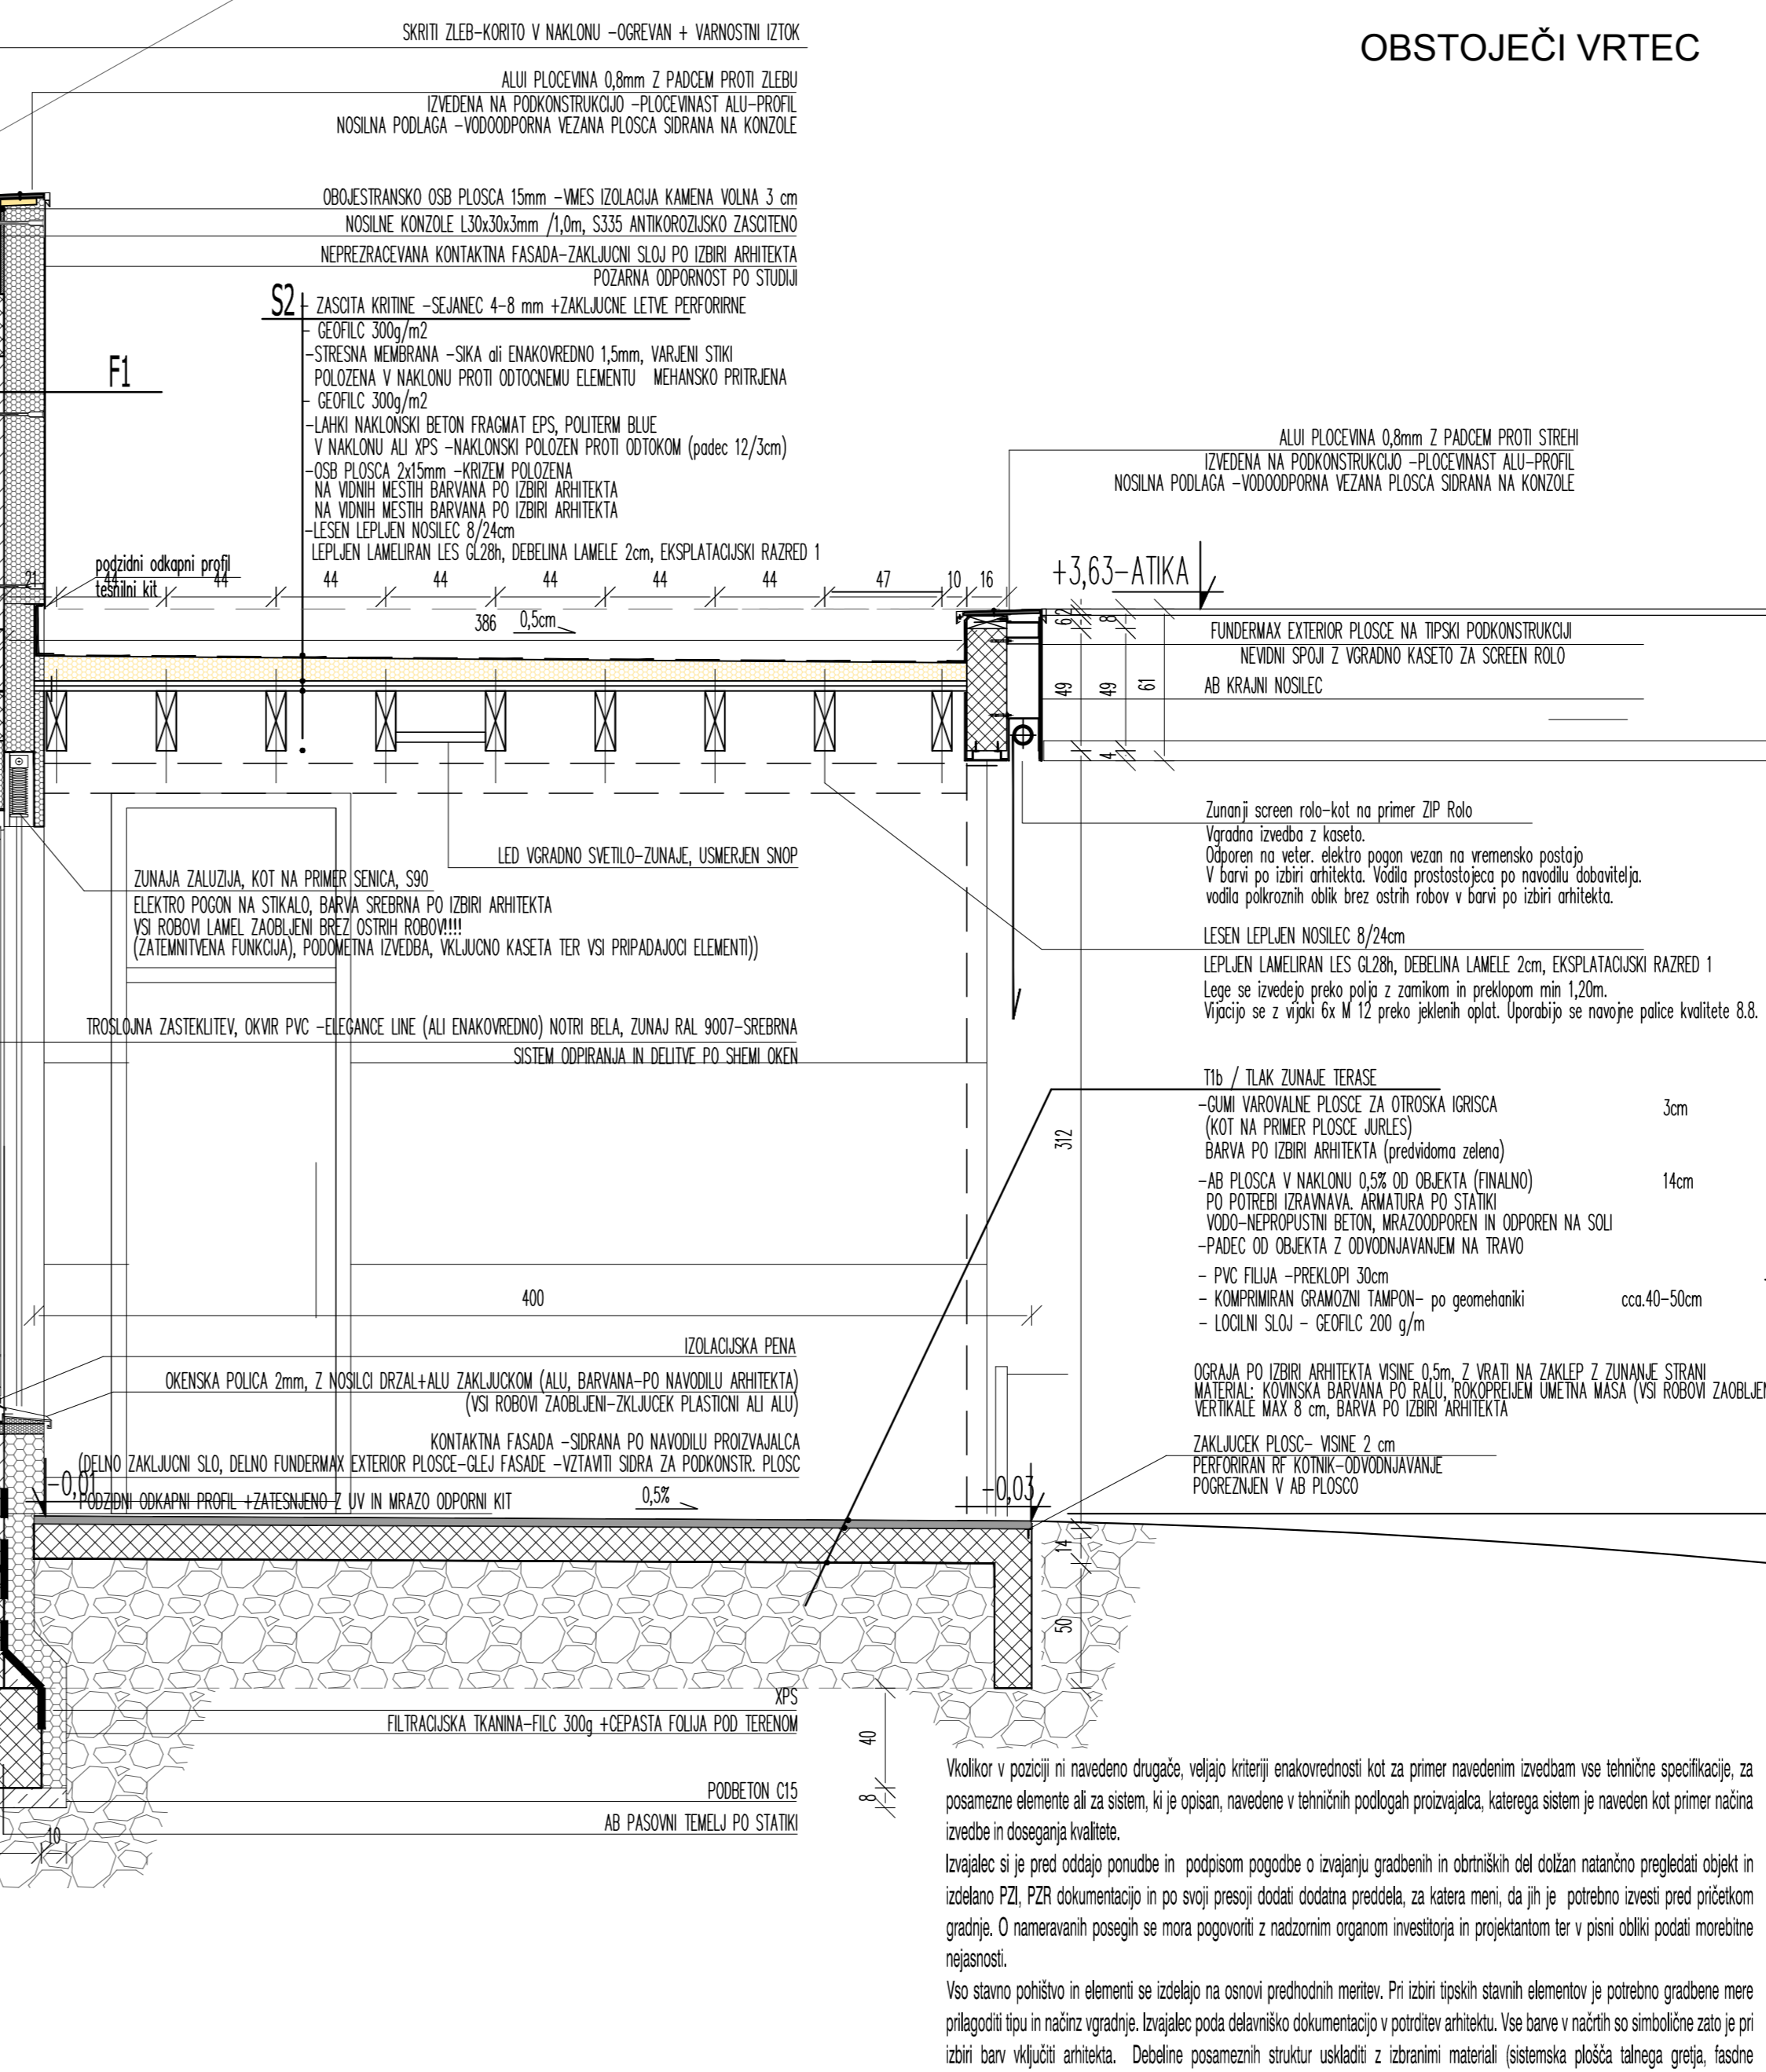 OBSTOJEČI VRTEC
SKRITI ZLEB-KORITO V NAKLONU -OGREVAN + VARNOSTNI IZTOK
ALUI PLOCEVINA 0,8mm Z PADCEM PROTI ZLEBU
IZVEDENA NA PODKONSTRUKCIJO -PLOCEVINAST ALU-PROFIL
NOSILNA PODLAGA -VODOODPORNA VEZANA PLOSCA SIDRANA NA KONZOLE
OBOJESTRANSKO OSB PLOSCA 15mm -VMES IZOLACIJA KAMENA VOLNA 3 cm
NOSILNE KONZOLE L30x30x3mm /1,0m, S335 ANTIKOROZIJSKO ZASCITENO
NEPREZRACEVANA KONTAKTNA FASADA-ZAKLJUCNI SLOJ PO IZBIRI ARHITEKTA
POZARNA ODPORNOST PO STUDIJI
S2
- ZASCITA KRITINE -SEJANEC 4-8 mm +ZAKLJUCNE LETVE PERFORIRNE
- GEOFILC 300g/m2
-STRESNA MEMBRANA -SIKA ali ENAKOVREDNO 1,5mm, VARJENI STIKI
POLOZENA V NAKLONU PROTI ODTOCNEMU ELEMENTU MEHANSKO PRITRJENA
- GEOFILC 300g/m2
-LAHKI NAKLONSKI BETON FRAGMAT EPS, POLITERM BLUE
V NAKLONU ALI XPS -NAKLONSKI POLOZEN PROTI ODTOKOM (padec 12/3cm)
-OSB PLOSCA 2x15mm -KRIZEM POLOZENA
NA VIDNIH MESTIH BARVANA PO IZBIRI ARHITEKTA
NA VIDNIH MESTIH BARVANA PO IZBIRI ARHITEKTA
-LESEN LEPLJEN NOSILEC 8/24cm
LEPLJEN LAMELIRAN LES GL28h, DEBELINA LAMELE 2cm, EKSPLATACIJSKI RAZRED 1
F1
podzidni odkapni profil
tesnilni kit
21 44 44 44 44 44 44 44 47 10 16
386 0,5cm
ALUI PLOCEVINA 0,8mm Z PADCEM PROTI STREHI
IZVEDENA NA PODKONSTRUKCIJO -PLOCEVINAST ALU-PROFIL
NOSILNA PODLAGA -VODOODPORNA VEZANA PLOSCA SIDRANA NA KONZOLE
+3,63-ATIKA
62 8
49 49 61
4
FUNDERMAX EXTERIOR PLOSCE NA TIPSKI PODKONSTRUKCIJI
NEVIDNI SPOJI Z VGRADNO KASETO ZA SCREEN ROLO
AB KRAJNI NOSILEC
Zunanji screen rolo-kot na primer ZIP Rolo
Vgradna izvedba z kaseto.
Odporen na veter. elektro pogon vezan na vremensko postajo
V barvi po izbiri arhitekta. Vodila prostostojeca po navodilu dobavitelja.
vodila polkroznih oblik brez ostrih robov v barvi po izbiri arhitekta.
LESEN LEPLJEN NOSILEC 8/24cm
LEPLJEN LAMELIRAN LES GL28h, DEBELINA LAMELE 2cm, EKSPLATACIJSKI RAZRED 1
Lege se izvedejo preko polja z zamikom in preklopom min 1,20m.
Vijacijo se z vijaki 6x M 12 preko jeklenih oplat. Uporabijo se navojne palice kvalitete 8.8.
LED VGRADNO SVETILO-ZUNAJE, USMERJEN SNOP
ZUNAJA ZALUZIJA, KOT NA PRIMER SENICA, S90
ELEKTRO POGON NA STIKALO, BARVA SREBRNA PO IZBIRI ARHITEKTA
VSI ROBOVI LAMEL ZAOBLJENI BREZ OSTRIH ROBOV!!!!
(ZATEMNITVENA FUNKCIJA), PODOMETNA IZVEDBA, VKLJUCNO KASETA TER VSI PRIPADAJOCI ELEMENTI))
TROSLOJNA ZASTEKLITEV, OKVIR PVC -ELEGANCE LINE (ALI ENAKOVREDNO) NOTRI BELA, ZUNAJ RAL 9007-SREBRNA
SISTEM ODPIRANJA IN DELITVE PO SHEMI OKEN
T1b / TLAK ZUNAJE TERASE
-GUMI VAROVALNE PLOSCE ZA OTROSKA IGRISCA 3cm
(KOT NA PRIMER PLOSCE JURLES)
BARVA PO IZBIRI ARHITEKTA (predvidoma zelena)
-AB PLOSCA V NAKLONU 0,5% OD OBJEKTA (FINALNO) 14cm
PO POTREBI IZRAVNAVA. ARMATURA PO STATIKI
VODO-NEPROPUSTNI BETON, MRAZOODPOREN IN ODPOREN NA SOLI
-PADEC OD OBJEKTA Z ODVODNJAVANJEM NA TRAVO
- PVC FILIJA -PREKLOPI 30cm
- KOMPRIMIRAN GRAMOZNI TAMPON- po geomehaniki cca.40-50cm
- LOCILNI SLOJ - GEOFILC 200 g/m
312
400
IZOLACIJSKA PENA
OKENSKA POLICA 2mm, Z NOSILCI DRZAL+ALU ZAKLJUCKOM (ALU, BARVANA-PO NAVODILU ARHITEKTA)
(VSI ROBOVI ZAOBLJENI-ZKLJUCEK PLASTICNI ALI ALU)
KONTAKTNA FASADA -SIDRANA PO NAVODILU PROIZVAJALCA
(DELNO ZAKLJUCNI SLO, DELNO FUNDERMAX EXTERIOR PLOSCE-GLEJ FASADE -VZTAVITI SIDRA ZA PODKONSTR. PLOSC
-0,01
PODZIDNI ODKAPNI PROFIL +ZATESNJENO Z UV IN MRAZO ODPORNI KIT
0,5%
-0,03
OGRAJA PO IZBIRI ARHITEKTA VISINE 0,5m, Z VRATI NA ZAKLEP Z ZUNANJE STRANI
MATERIAL: KOVINSKA BARVANA PO RALU, ROKOPREIJEM UMETNA MASA (VSI ROBOVI ZAOBLJEN
VERTIKALE MAX 8 cm, BARVA PO IZBIRI ARHITEKTA
ZAKLJUCEK PLOSC- VISINE 2 cm
PERFORIRAN RF KOTNIK-ODVODNJAVANJE
POGREZNJEN V AB PLOSCO
14
50
XPS
FILTRACIJSKA TKANINA-FILC 300g +CEPASTA FOLIJA POD TERENOM
40
PODBETON C15
8
AB PASOVNI TEMELJ PO STATIKI
10
Vkolikor v poziciji ni navedeno drugače, veljajo kriteriji enakovrednosti kot za primer navedenim izvedbam vse tehnične specifikacije, za
posamezne elemente ali za sistem, ki je opisan, navedene v tehničnih podlogah proizvajalca, katerega sistem je naveden kot primer načina
izvedbe in doseganja kvalitete.
Izvajalec si je pred oddajo ponudbe in podpisom pogodbe o izvajanju gradbenih in obrtniških del dolžan natančno pregledati objekt in
izdelano PZI, PZR dokumentacijo in po svoji presoji dodati dodatna preddela, za katera meni, da jih je potrebno izvesti pred pričetkom
gradnje. O nameravanih posegih se mora pogovoriti z nadzornim organom investitorja in projektantom ter v pisni obliki podati morebitne
nejasnosti.
Vso stavno pohištvo in elementi se izdelajo na osnovi predhodnih meritev. Pri izbiri tipskih stavnih elementov je potrebno gradbene mere
prilagoditi tipu in načinz vgradnje. Izvajalec poda delavniško dokumentacijo v potrditev arhitektu. Vse barve v načrtih so simbolične zato je pri
izbiri barv vključiti arhitekta. Debeline posameznih struktur uskladiti z izbranimi materiali (sistemska plošča talnega gretja, fasdne